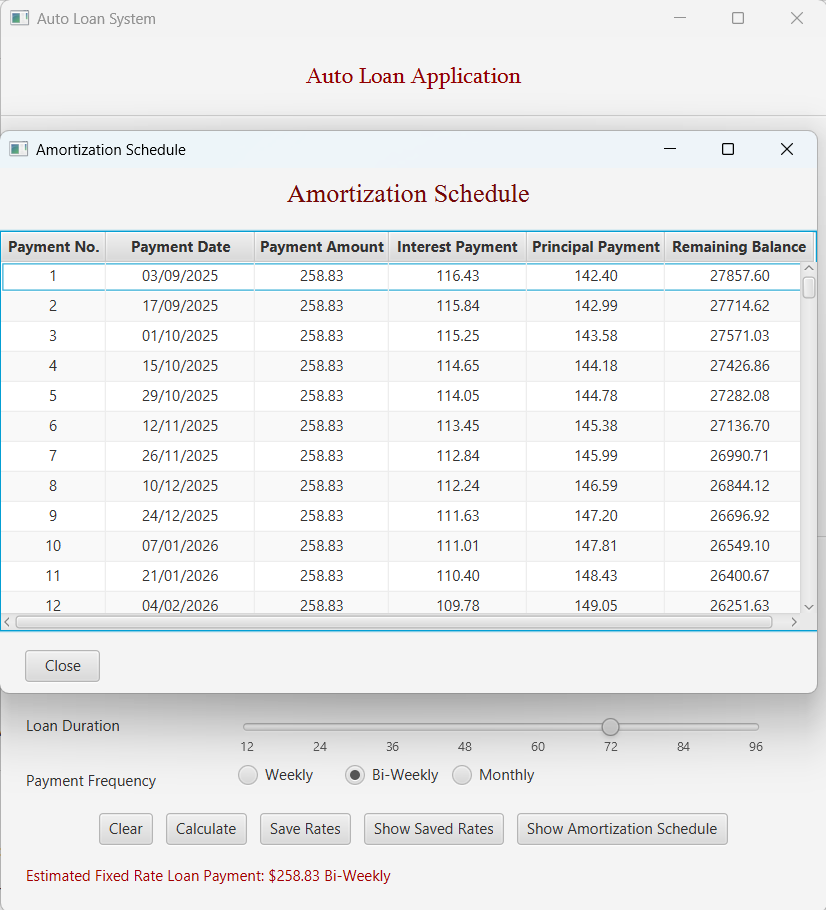 Auto Loan System
Auto Loan Application
Amortization Schedule
Amortization Schedule
Payment No. Payment Date Payment Amount Interest Payment Principal Payment Remaining Balance
1 03/09/2025 258.83 116.43 142.40 27857.60
2 17/09/2025 258.83 115.84 142.99 27714.62
3 01/10/2025 258.83 115.25 143.58 27571.03
4 15/10/2025 258.83 114.65 144.18 27426.86
5 29/10/2025 258.83 114.05 144.78 27282.08
6 12/11/2025 258.83 113.45 145.38 27136.70
7 26/11/2025 258.83 112.84 145.99 26990.71
8 10/12/2025 258.83 112.24 146.59 26844.12
9 24/12/2025 258.83 111.63 147.20 26696.92
10 07/01/2026 258.83 111.01 147.81 26549.10
11 21/01/2026 258.83 110.40 148.43 26400.67
12 04/02/2026 258.83 109.78 149.05 26251.63
Close
Loan Duration
12 24 36 48 60 72 84 96
Payment Frequency Weekly Bi-Weekly Monthly
Clear Calculate Save Rates Show Saved Rates Show Amortization Schedule
Estimated Fixed Rate Loan Payment: $258.83 Bi-Weekly